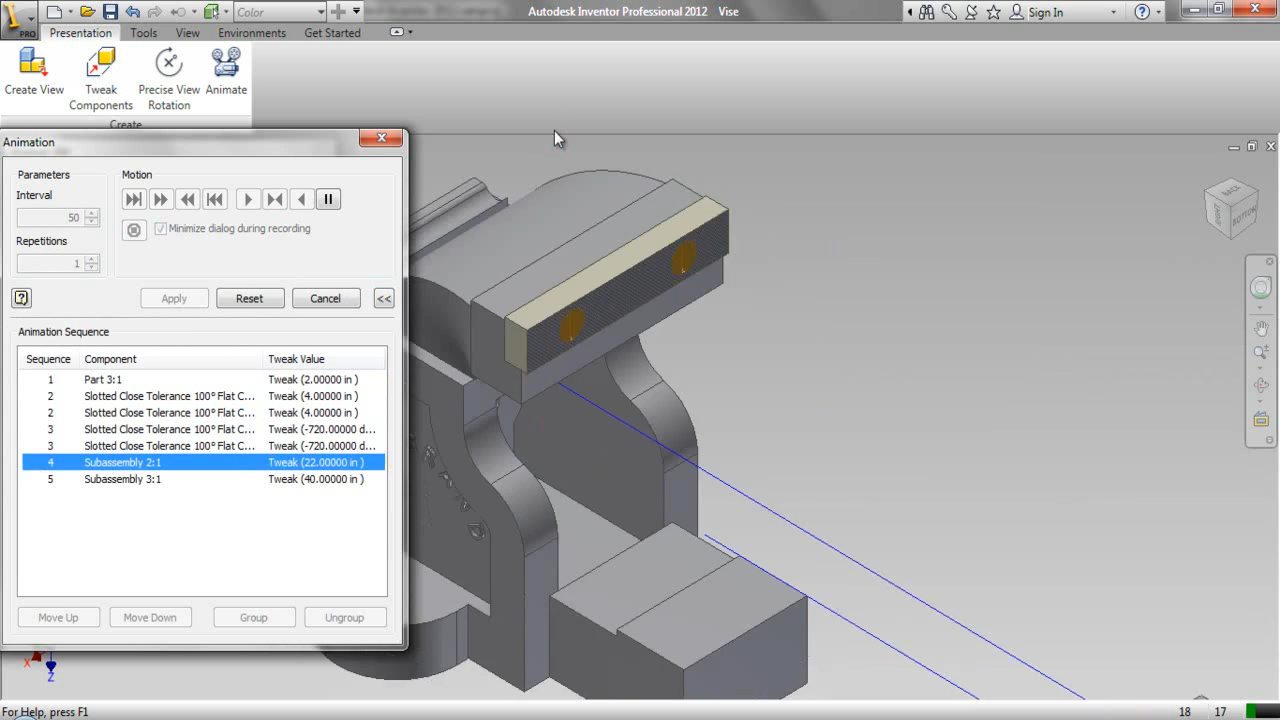 Color
Autodesk Inventor Professional 2012 Vise
Sign In
PRO
Presentation Tools View Environments Get Started
Create View
Tweak Components
Precise View Rotation
Animate
Create
Animation
Parameters
Motion
Interval
50
Minimize dialog during recording
Repetitions
1
Apply Reset Cancel <<
Animation Sequence
Sequence Component Tweak Value
1 Part 3:1 Tweak (2.00000 in )
2 Slotted Close Tolerance 100° Flat C... Tweak (4.00000 in )
2 Slotted Close Tolerance 100° Flat C... Tweak (4.00000 in )
3 Slotted Close Tolerance 100° Flat C... Tweak (-720.00000 d...
3 Slotted Close Tolerance 100° Flat C... Tweak (-720.00000 d...
4 Subassembly 2:1 Tweak (22.00000 in )
5 Subassembly 3:1 Tweak (40.00000 in )
Move Up Move Down Group Ungroup
BACK
BOTTOM
X
Z
For Help, press F1
18 17